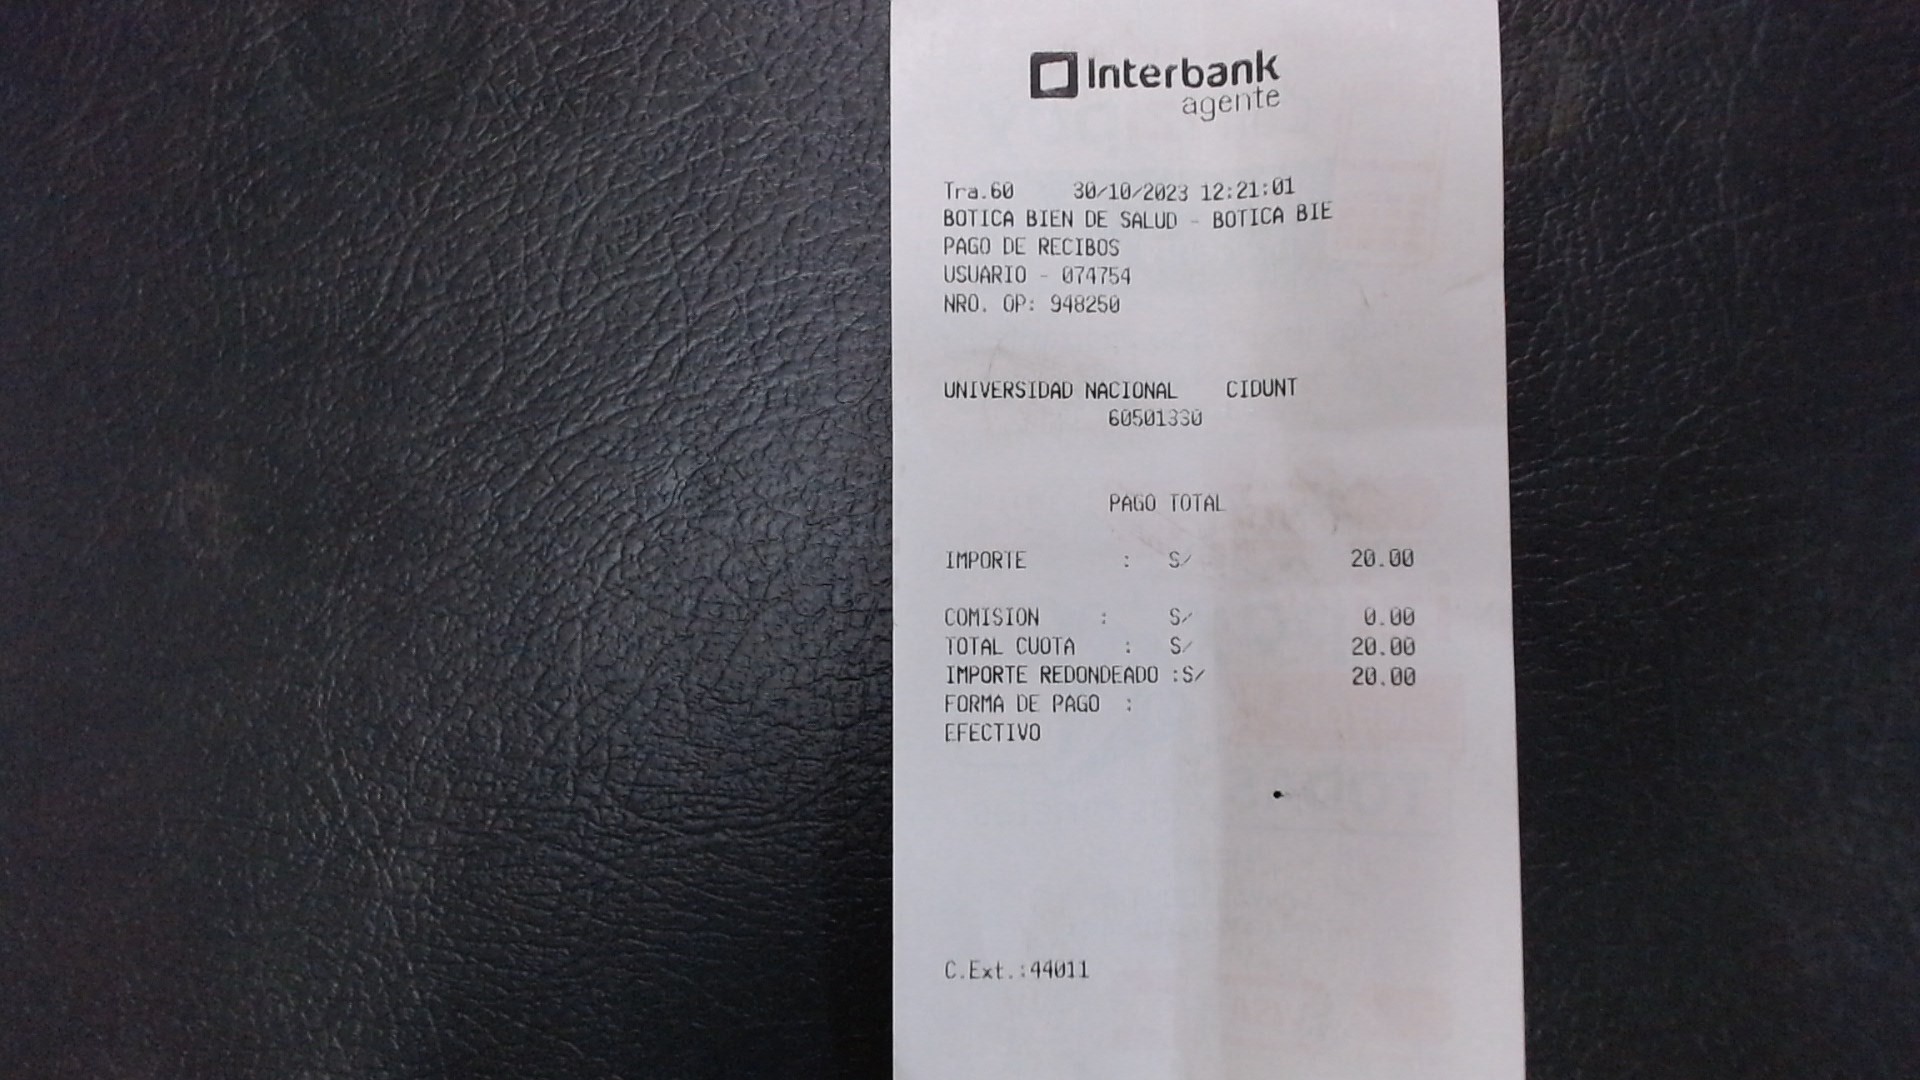 Interbank
agente
Tra.60 30/10/2023 12:21:01
BOTICA BIEN DE SALUD - BOTICA BIE
PAGO DE RECIBOS
USUARIO - 074754
NRO. OP: 948250
UNIVERSIDAD NACIONAL CIDUNT
60501330
PAGO TOTAL
IMPORTE : S/ 20.00
COMISION : S/ 0.00
TOTAL CUOTA : S/ 20.00
IMPORTE REDONDEADO :S/ 20.00
FORMA DE PAGO :
EFECTIVO
C.Ext.:44011